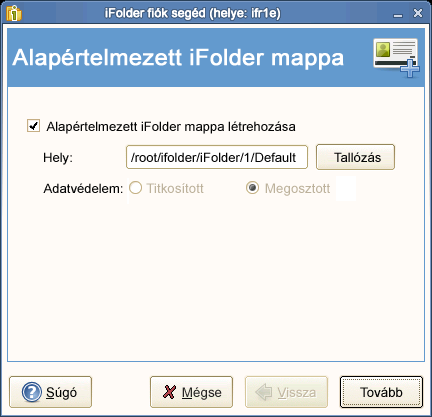 iFolder fiók segéd (helye: ifr1e)
Alapértelmezett iFolder mappa
Alapértelmezett iFolder mappa létrehozása
Hely: /root/ifolder/iFolder/1/Default Tallózás
Adatvédelem: Titkosított Megosztott
Súgó Mégse Vissza Tovább